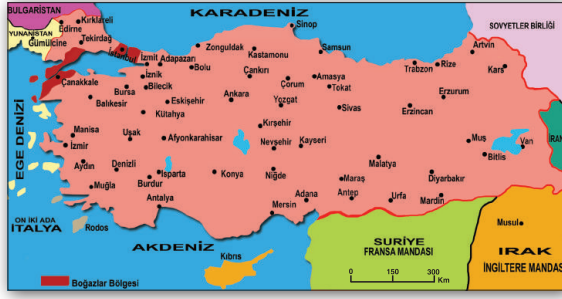 BULGARİSTAN
KARADENİZ
SOVYETLER BİRLİĞİ
YUNANİSTAN
Kırklareli
Edirne
Gümülcine
Tekirdağ
İstanbul
Sinop
Zonguldak
Kastamonu
Samsun
Artvin
Kars
İzmit
Adapazarı
Bolu
Çankırı
Çorum
Amasya
Tokat
Trabzon
Rize
Çanakkale
İznik
Bilecik
Bursa
Balıkesir
Eskişehir
Ankara
Yozgat
Sivas
Erzincan
Erzurum
Kütahya
EGE DENİZİ
Manisa
İzmir
Uşak
Afyonkarahisar
Kırşehir
Nevşehir
Kayseri
Malatya
Muş
Bitlis
Van
İRAN
Aydın
Denizli
Isparta
Burdur
Konya
Niğde
Maraş
Diyarbakır
Muğla
Antalya
Mersin
Adana
Antep
Urfa
Mardin
ON İKİ ADA
İTALYA
Rodos
AKDENİZ
Kıbrıs
SURİYE
FRANSA MANDASI
Musul
IRAK
İNGİLTERE MANDASI
0 150 300
Km
Boğazlar Bölgesi